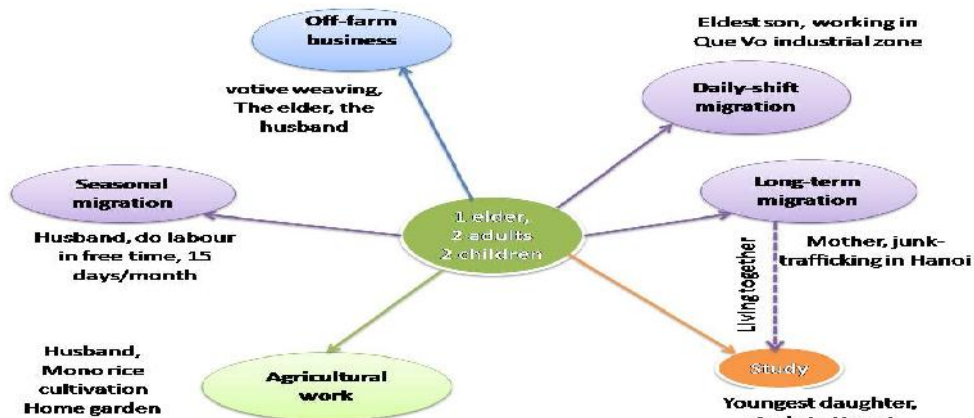 Off-farm
business
votive weaving,
The elder, the
husband
Eldest son, working in
Que Vo industrial zone
Daily-shift
migration
Seasonal
migration
Husband, do labour
in free time, 15
days/month
1 elder,
2 adults
2 children
Long-term
migration
Mother, junk-
trafficking in Hanoi
Living together
Husband,
Mono rice
cultivation
Home garden
Agricultural
work
Study
Youngest daughter,